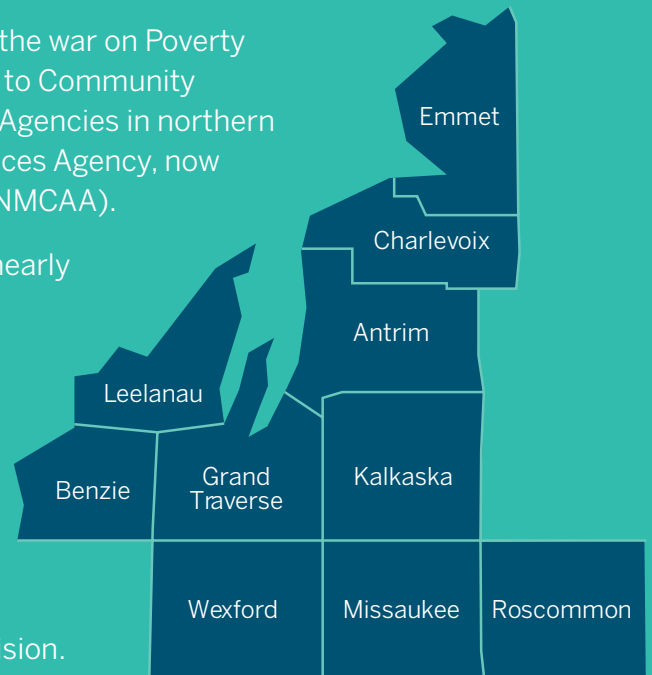 the war on Poverty
to Community
Agencies in northern
ces Agency, now
NMCAA).
nearly
sion.
Emmet
Charlevoix
Antrim
Leelanau
Benzie
Grand
Traverse
Kalkaska
Wexford
Missaukee
Roscommon